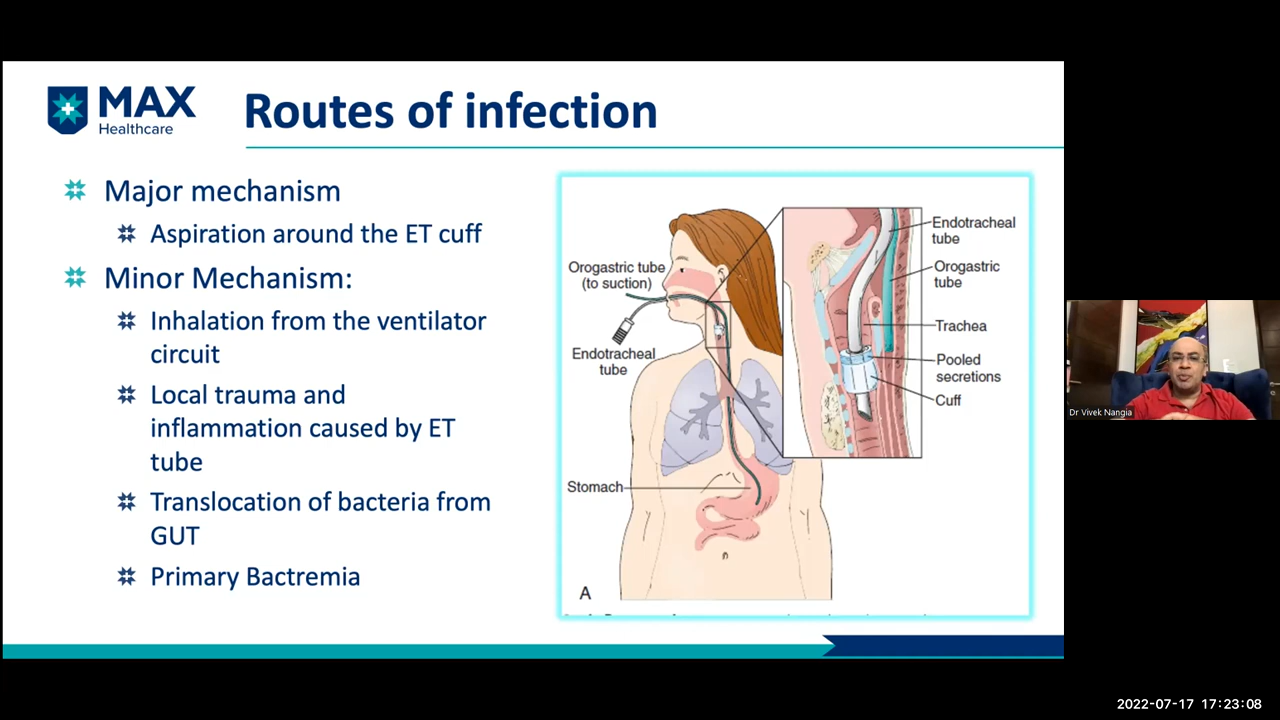 MAX
Healthcare
Routes of infection
Major mechanism
Aspiration around the ET cuff
Minor Mechanism:
Inhalation from the ventilator
circuit
Local trauma and
inflammation caused by ET
tube
Translocation of bacteria from
GUT
Primary Bactremia
Orogastric tube
(to suction)
Endotracheal
tube
Stomach
A
Endotracheal
tube
Orogastric
tube
Trachea
Pooled
secretions
Cuff
Dr Vivek Nangia
2022-07-17 17:23:08